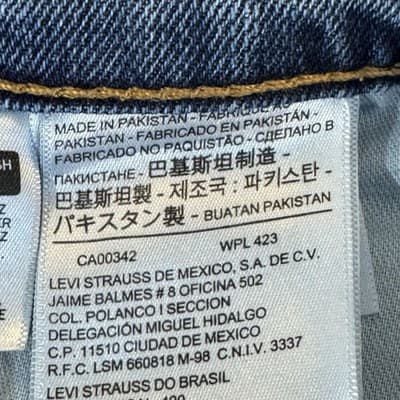 MADE IN PAKISTAN - FABRIQUÉ AU
PAKISTAN - FABRICADO EN PAKISTÁN -
FABRICADO NO PAQUISTÃO - СДЕЛАНО В
ПАКИСТАНЕ - 巴基斯坦制造 -
巴基斯坦製 - 제조국 : 파키스탄 -
パキスタン製 - BUATAN PAKISTAN
CA00342 WPL 423
LEVI STRAUSS DE MEXICO, S.A. DE C.V.
JAIME BALMES # 8 OFICINA 502
COL. POLANCO I SECCION
DELEGACIÓN MIGUEL HIDALGO
C.P. 11510 CIUDAD DE MEXICO
R.F.C. LSM 660818 M-98 C.N.I.V. 3337
LEVI STRAUSS DO BRASIL